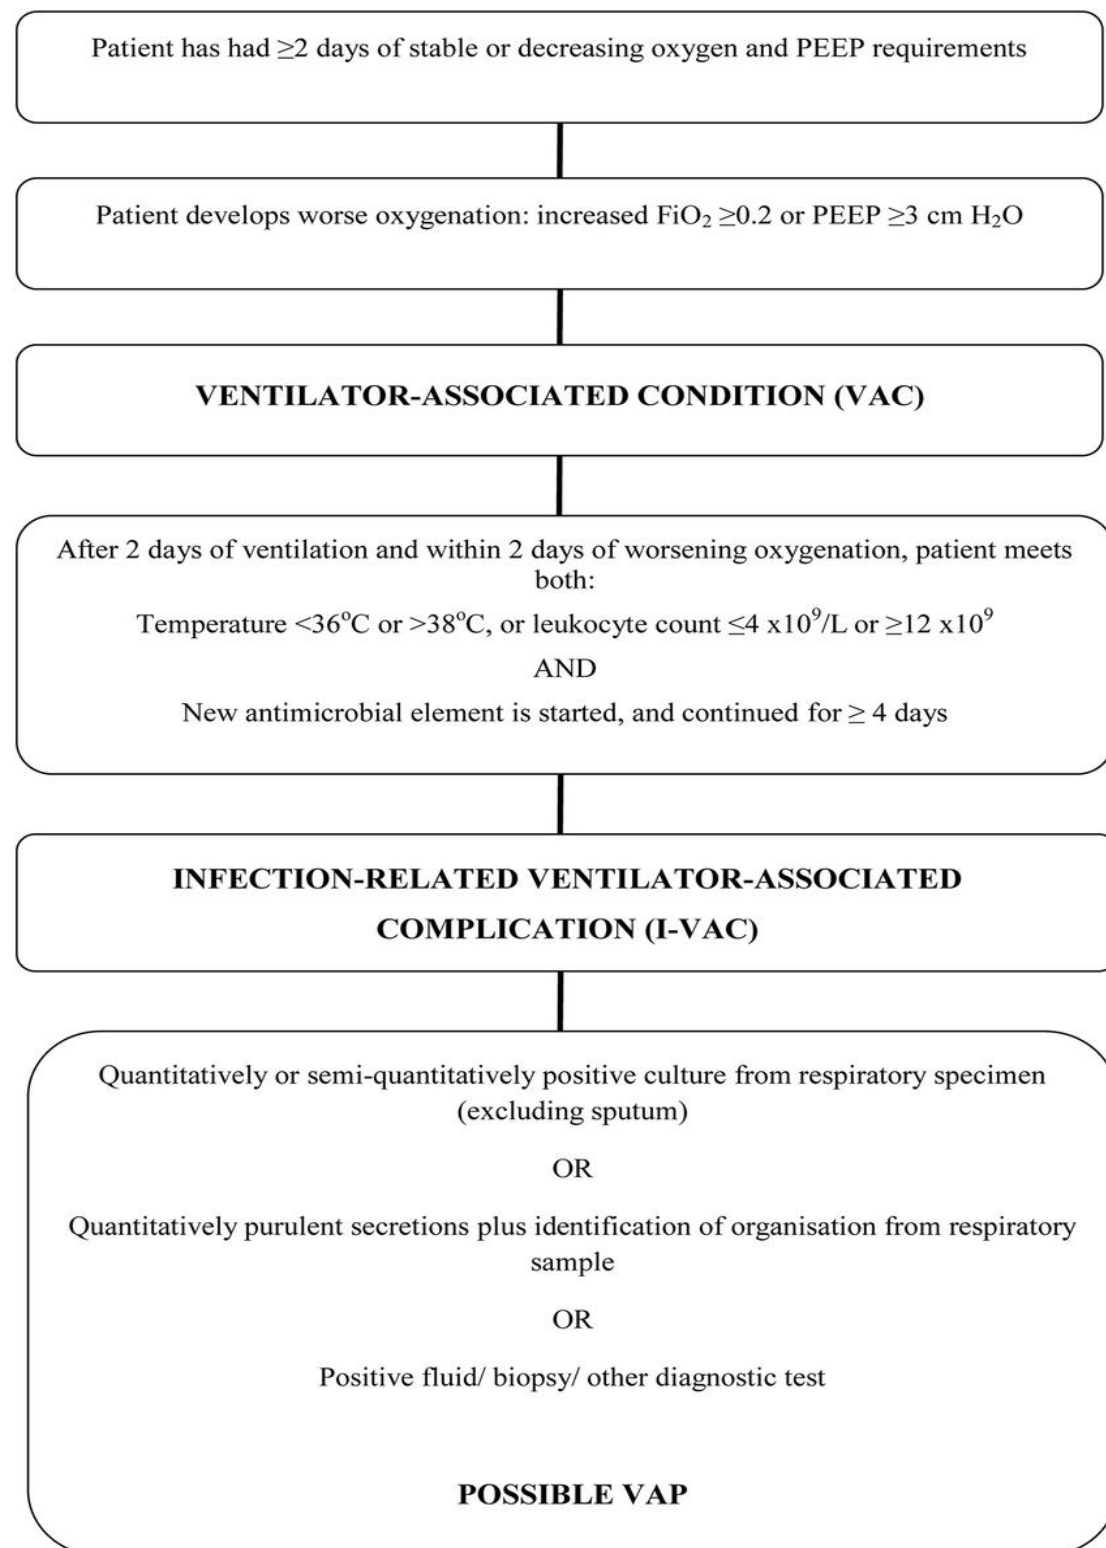 Patient has had ≥2 days of stable or decreasing oxygen and PEEP requirements
Patient develops worse oxygenation: increased FiO₂ ≥0.2 or PEEP ≥3 cm H₂O
VENTILATOR-ASSOCIATED CONDITION (VAC)
After 2 days of ventilation and within 2 days of worsening oxygenation, patient meets
both:
Temperature <36°C or >38°C, or leukocyte count ≤4 x10⁹/L or ≥12 x10⁹
AND
New antimicrobial element is started, and continued for ≥ 4 days
INFECTION-RELATED VENTILATOR-ASSOCIATED
COMPLICATION (I-VAC)
Quantitatively or semi-quantitatively positive culture from respiratory specimen
(excluding sputum)
OR
Quantitatively purulent secretions plus identification of organisation from respiratory
sample
OR
Positive fluid/ biopsy/ other diagnostic test
POSSIBLE VAP